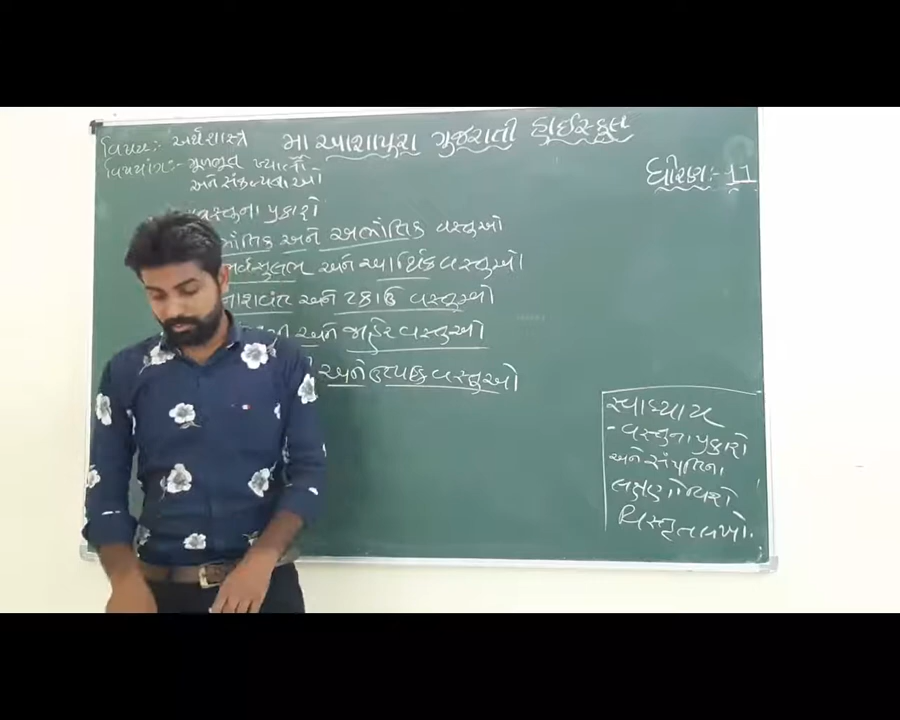 વિષય:- અર્થશાસ્ત્ર
મા આશાપુરા ગુજરાતી હાઈસ્કૂલ
વિષયાંગ:- મૂળભૂત ખ્યાલો
અને સંકલ્પનાઓ
ધોરણ:- 11
વસ્તુના પ્રકારો
ભૌતિક અને અભૌતિક વસ્તુઓ
સર્વસુલભ અને આર્થિક વસ્તુઓ
નાશવંત અને ટકાઉ વસ્તુઓ
અને જાહેર વસ્તુઓ
અને ઉત્પાદક વસ્તુઓ
સ્વાધ્યાય
- વસ્તુના પ્રકારો
અને સંપત્તિના
લક્ષણો વિશે
વિસ્તૃત લખો.